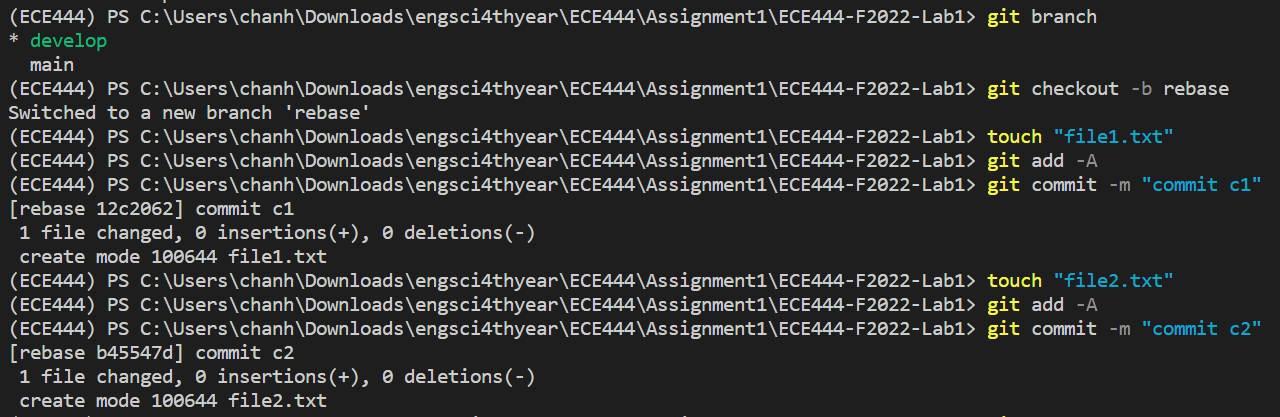 (ECE444) PS C:\Users\chanh\Downloads\engsci4thyear\ECE444\Assignment1\ECE444-F2022-Lab1> git branch
* develop
  main
(ECE444) PS C:\Users\chanh\Downloads\engsci4thyear\ECE444\Assignment1\ECE444-F2022-Lab1> git checkout -b rebase
Switched to a new branch 'rebase'
(ECE444) PS C:\Users\chanh\Downloads\engsci4thyear\ECE444\Assignment1\ECE444-F2022-Lab1> touch "file1.txt"
(ECE444) PS C:\Users\chanh\Downloads\engsci4thyear\ECE444\Assignment1\ECE444-F2022-Lab1> git add -A
(ECE444) PS C:\Users\chanh\Downloads\engsci4thyear\ECE444\Assignment1\ECE444-F2022-Lab1> git commit -m "commit c1"
[rebase 12c2062] commit c1
 1 file changed, 0 insertions(+), 0 deletions(-)
 create mode 100644 file1.txt
(ECE444) PS C:\Users\chanh\Downloads\engsci4thyear\ECE444\Assignment1\ECE444-F2022-Lab1> touch "file2.txt"
(ECE444) PS C:\Users\chanh\Downloads\engsci4thyear\ECE444\Assignment1\ECE444-F2022-Lab1> git add -A
(ECE444) PS C:\Users\chanh\Downloads\engsci4thyear\ECE444\Assignment1\ECE444-F2022-Lab1> git commit -m "commit c2"
[rebase b45547d] commit c2
 1 file changed, 0 insertions(+), 0 deletions(-)
 create mode 100644 file2.txt